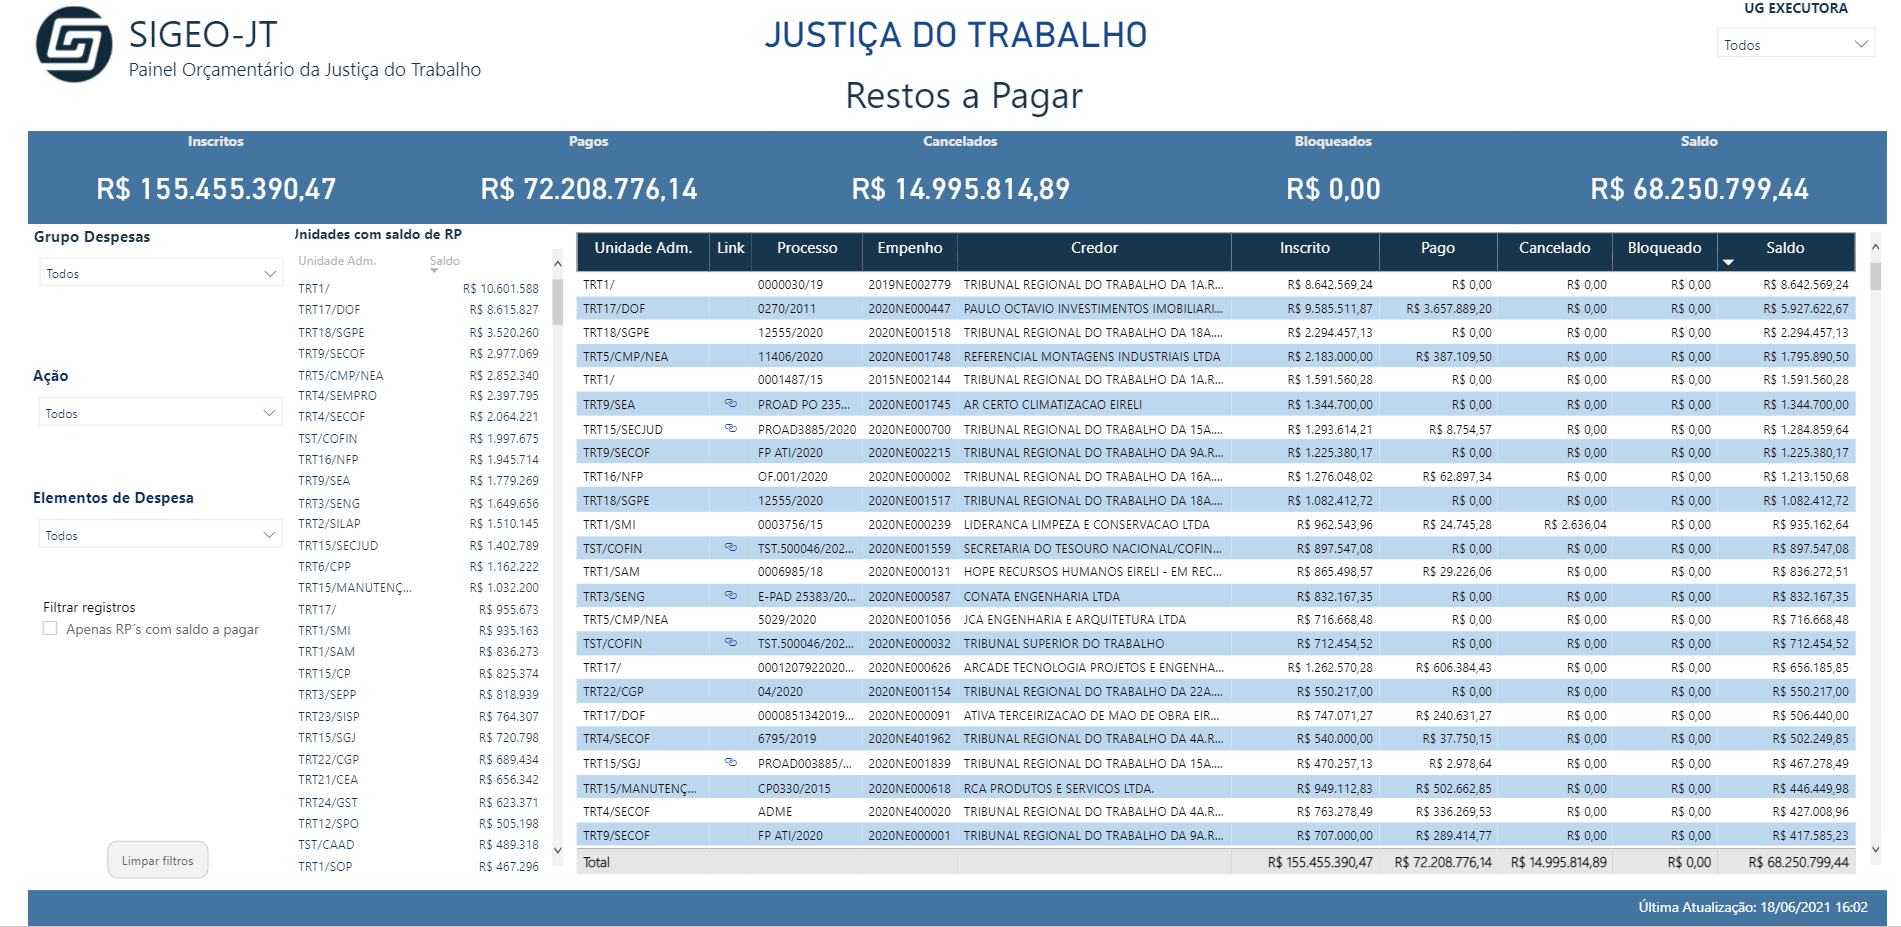 SIGEO-JT
Painel Orçamentário da Justiça do Trabalho
JUSTIÇA DO TRABALHO
Restos a Pagar
UG EXECUTORA
Todos
Inscritos Pagos Cancelados Bloqueados Saldo
R$ 155.455.390,47 R$ 72.208.776,14 R$ 14.995.814,89 R$ 0,00 R$ 68.250.799,44
Grupo Despesas
Todos
Ação
Todos
Elementos de Despesa
Todos
Filtrar registros
Apenas RP´s com saldo a pagar
Limpar filtros
Unidades com saldo de RP
Unidade Adm. Saldo
TRT1/ R$ 10.601.588
TRT17/DOF R$ 8.615.827
TRT18/SGPE R$ 3.520.260
TRT9/SECOF R$ 2.977.069
TRT5/CMP/NEA R$ 2.852.340
TRT4/SEMPRO R$ 2.397.795
TRT4/SECOF R$ 2.064.221
TST/COFIN R$ 1.997.675
TRT16/NFP R$ 1.945.714
TRT9/SEA R$ 1.779.269
TRT3/SENG R$ 1.649.656
TRT2/SILAP R$ 1.510.145
TRT15/SECJUD R$ 1.402.789
TRT6/CPP R$ 1.162.222
TRT15/MANUTENÇ... R$ 1.032.200
TRT17/ R$ 955.673
TRT1/SMI R$ 935.163
TRT1/SAM R$ 836.273
TRT15/CP R$ 825.374
TRT3/SEPP R$ 818.939
TRT23/SISP R$ 764.307
TRT15/SGJ R$ 720.798
TRT22/CGP R$ 689.434
TRT21/CEA R$ 656.342
TRT24/GST R$ 623.371
TRT12/SPO R$ 505.198
TST/CAAD R$ 489.318
TRT1/SOP R$ 467.296
Unidade Adm. Link Processo Empenho Credor Inscrito Pago Cancelado Bloqueado Saldo
TRT1/ 0000030/19 2019NE002779 TRIBUNAL REGIONAL DO TRABALHO DA 1A.R... R$ 8.642.569,24 R$ 0,00 R$ 0,00 R$ 0,00 R$ 8.642.569,24
TRT17/DOF 0270/2011 2020NE000447 PAULO OCTAVIO INVESTIMENTOS IMOBILIARI... R$ 9.585.511,87 R$ 3.657.889,20 R$ 0,00 R$ 0,00 R$ 5.927.622,67
TRT18/SGPE 12555/2020 2020NE001518 TRIBUNAL REGIONAL DO TRABALHO DA 18A.... R$ 2.294.457,13 R$ 0,00 R$ 0,00 R$ 0,00 R$ 2.294.457,13
TRT5/CMP/NEA 11406/2020 2020NE001748 REFERENCIAL MONTAGENS INDUSTRIAIS LTDA R$ 2.183.000,00 R$ 387.109,50 R$ 0,00 R$ 0,00 R$ 1.795.890,50
TRT1/ 0001487/15 2015NE002144 TRIBUNAL REGIONAL DO TRABALHO DA 1A.R... R$ 1.591.560,28 R$ 0,00 R$ 0,00 R$ 0,00 R$ 1.591.560,28
TRT9/SEA PROAD PO 235... 2020NE001745 AR CERTO CLIMATIZACAO EIRELI R$ 1.344.700,00 R$ 0,00 R$ 0,00 R$ 0,00 R$ 1.344.700,00
TRT15/SECJUD PROAD3885/2020 2020NE000700 TRIBUNAL REGIONAL DO TRABALHO DA 15A.... R$ 1.293.614,21 R$ 8.754,57 R$ 0,00 R$ 0,00 R$ 1.284.859,64
TRT9/SECOF FP ATI/2020 2020NE002215 TRIBUNAL REGIONAL DO TRABALHO DA 9A.R... R$ 1.225.380,17 R$ 0,00 R$ 0,00 R$ 0,00 R$ 1.225.380,17
TRT16/NFP OF.001/2020 2020NE000002 TRIBUNAL REGIONAL DO TRABALHO DA 16A.... R$ 1.276.048,02 R$ 62.897,34 R$ 0,00 R$ 0,00 R$ 1.213.150,68
TRT18/SGPE 12555/2020 2020NE001517 TRIBUNAL REGIONAL DO TRABALHO DA 18A.... R$ 1.082.412,72 R$ 0,00 R$ 0,00 R$ 0,00 R$ 1.082.412,72
TRT1/SMI 0003756/15 2020NE000239 LIDERANCA LIMPEZA E CONSERVACAO LTDA R$ 962.543,96 R$ 24.745,28 R$ 2.636,04 R$ 0,00 R$ 935.162,64
TST/COFIN TST.500046/202... 2020NE001559 SECRETARIA DO TESOURO NACIONAL/COFIN... R$ 897.547,08 R$ 0,00 R$ 0,00 R$ 0,00 R$ 897.547,08
TRT1/SAM 0006985/18 2020NE000131 HOPE RECURSOS HUMANOS EIRELI - EM REC... R$ 865.498,57 R$ 29.226,06 R$ 0,00 R$ 0,00 R$ 836.272,51
TRT3/SENG E-PAD 25383/20... 2020NE000587 CONATA ENGENHARIA LTDA R$ 832.167,35 R$ 0,00 R$ 0,00 R$ 0,00 R$ 832.167,35
TRT5/CMP/NEA 5029/2020 2020NE001056 JCA ENGENHARIA E ARQUITETURA LTDA R$ 716.668,48 R$ 0,00 R$ 0,00 R$ 0,00 R$ 716.668,48
TST/COFIN TST.500046/202... 2020NE000032 TRIBUNAL SUPERIOR DO TRABALHO R$ 712.454,52 R$ 0,00 R$ 0,00 R$ 0,00 R$ 712.454,52
TRT17/ 0001207922020... 2020NE000626 ARCADE TECNOLOGIA PROJETOS E ENGENHA... R$ 1.262.570,28 R$ 606.384,43 R$ 0,00 R$ 0,00 R$ 656.185,85
TRT22/CGP 04/2020 2020NE001154 TRIBUNAL REGIONAL DO TRABALHO DA 22A.... R$ 550.217,00 R$ 0,00 R$ 0,00 R$ 0,00 R$ 550.217,00
TRT17/DOF 0000851342019... 2020NE000091 ATIVA TERCEIRIZACAO DE MAO DE OBRA EIR... R$ 747.071,27 R$ 240.631,27 R$ 0,00 R$ 0,00 R$ 506.440,00
TRT4/SECOF 6795/2019 2020NE401962 TRIBUNAL REGIONAL DO TRABALHO DA 4A.R... R$ 540.000,00 R$ 37.750,15 R$ 0,00 R$ 0,00 R$ 502.249,85
TRT15/SGJ PROAD003885/... 2020NE001839 TRIBUNAL REGIONAL DO TRABALHO DA 15A.... R$ 470.257,13 R$ 2.978,64 R$ 0,00 R$ 0,00 R$ 467.278,49
TRT15/MANUTENÇ... CP0330/2015 2020NE000618 RCA PRODUTOS E SERVICOS LTDA. R$ 949.112,83 R$ 502.662,85 R$ 0,00 R$ 0,00 R$ 446.449,98
TRT4/SECOF ADME 2020NE400020 TRIBUNAL REGIONAL DO TRABALHO DA 4A.R... R$ 763.278,49 R$ 336.269,53 R$ 0,00 R$ 0,00 R$ 427.008,96
TRT9/SECOF FP ATI/2020 2020NE000001 TRIBUNAL REGIONAL DO TRABALHO DA 9A.R... R$ 707.000,00 R$ 289.414,77 R$ 0,00 R$ 0,00 R$ 417.585,23
Total R$ 155.455.390,47 R$ 72.208.776,14 R$ 14.995.814,89 R$ 0,00 R$ 68.250.799,44
Última Atualização: 18/06/2021 16:02